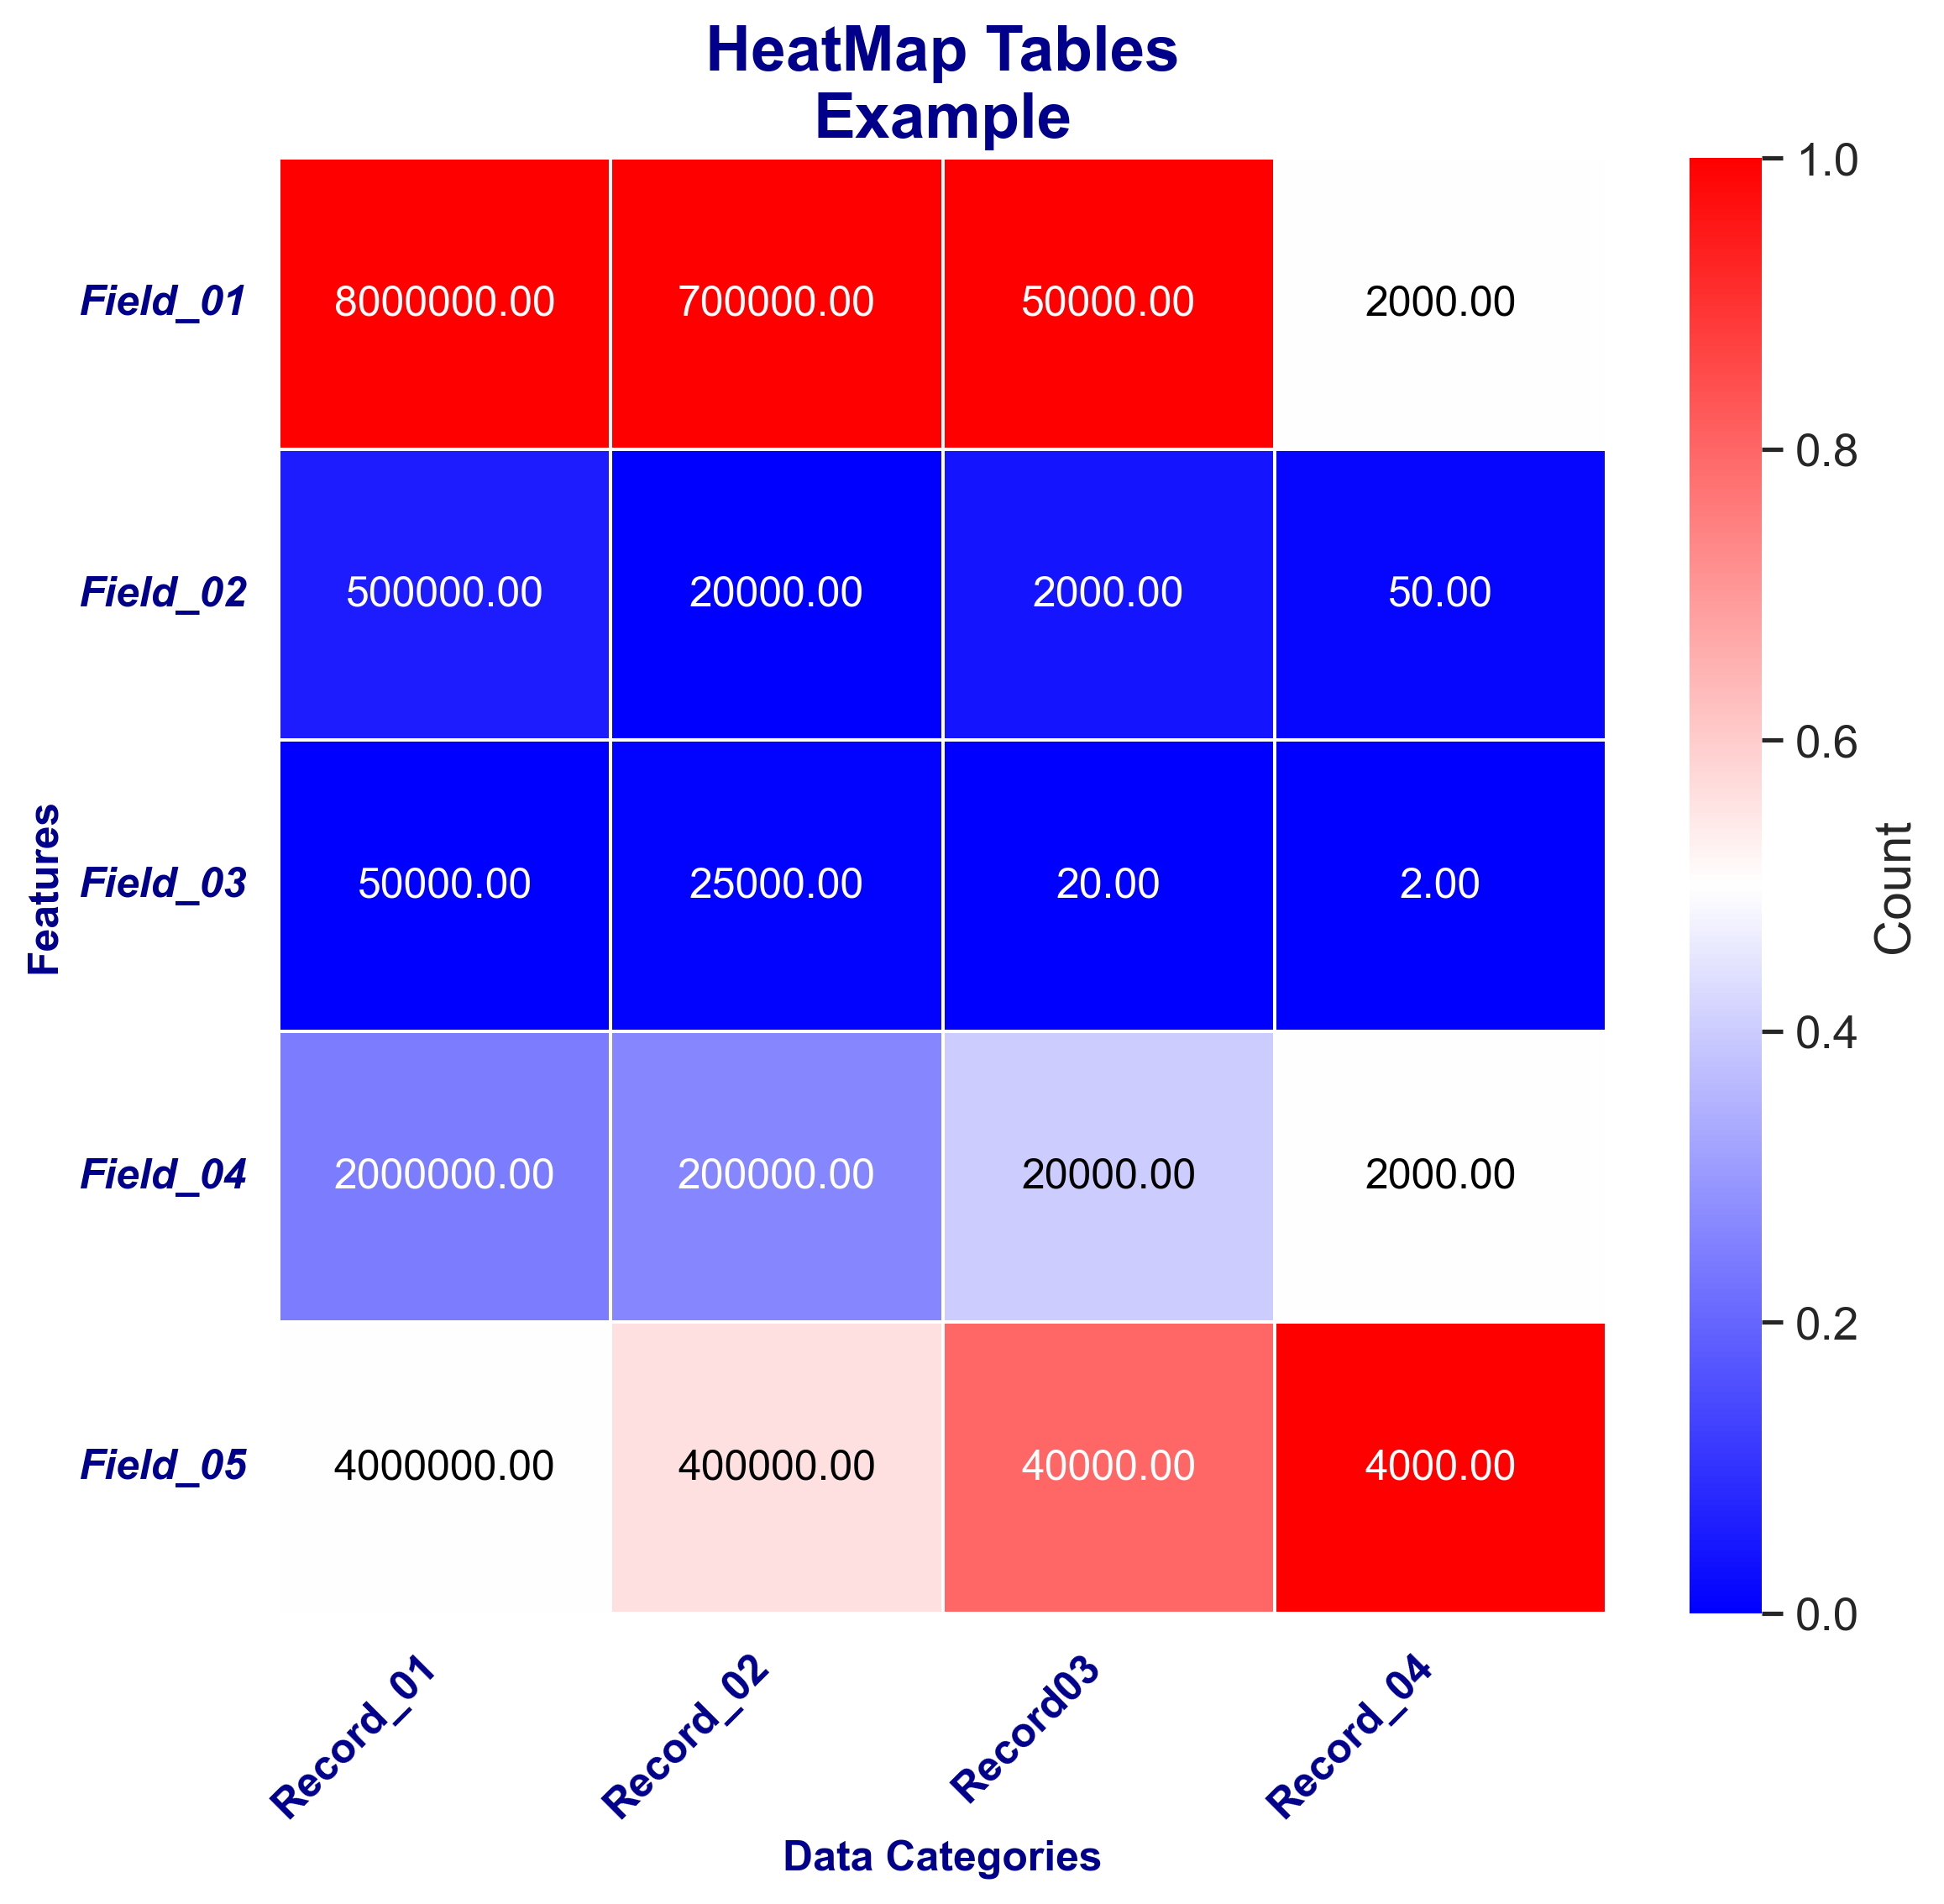 HeatMap Tables
Example
Field_01 8000000.00 700000.00 50000.00 2000.00
Field_02 500000.00 20000.00 2000.00 50.00
Field_03 50000.00 25000.00 20.00 2.00
Field_04 2000000.00 200000.00 20000.00 2000.00
Field_05 4000000.00 400000.00 40000.00 4000.00
Features
Record_01 Record_02 Record03 Record_04
Data Categories
1.0
0.8
0.6
0.4
0.2
0.0
Count